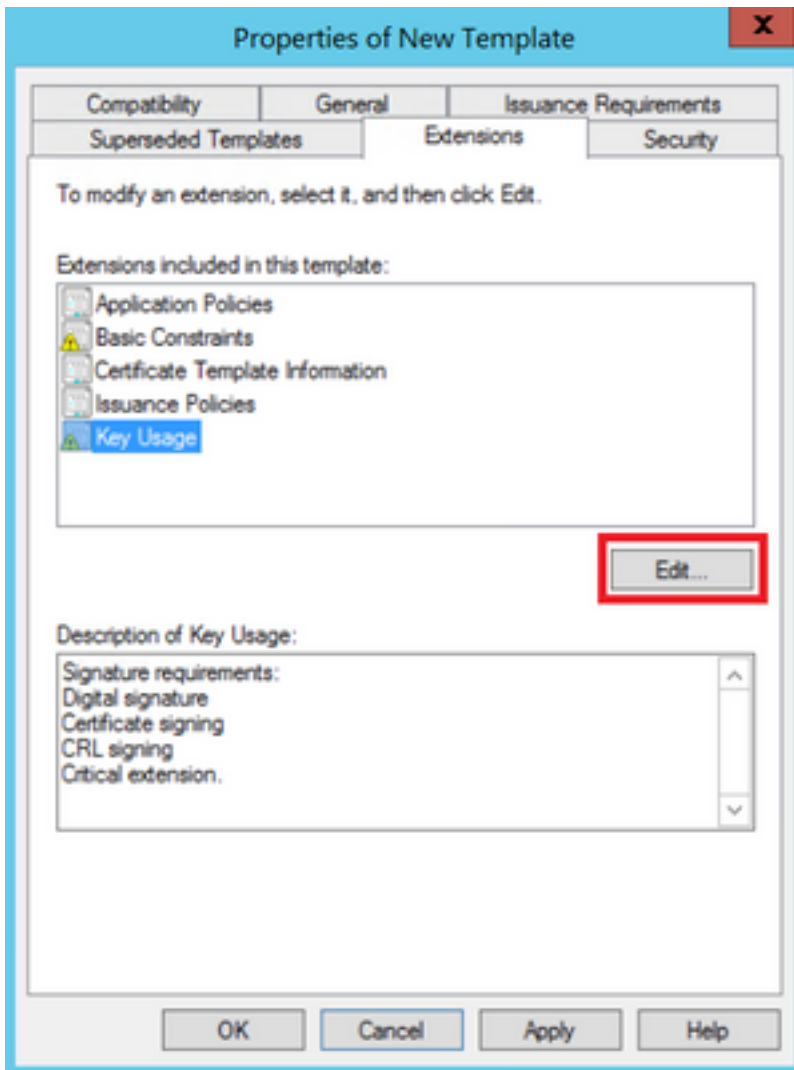 Properties of New Template
x
Compatibility General Issuance Requirements
Superseded Templates Extensions Security
To modify an extension, select it, and then click Edit.
Extensions included in this template:
Application Policies
Basic Constraints
Certificate Template Information
Issuance Policies
Key Usage
Edit...
Description of Key Usage:
Signature requirements:
Digital signature
Certificate signing
CRL signing
Critical extension.
OK Cancel Apply Help